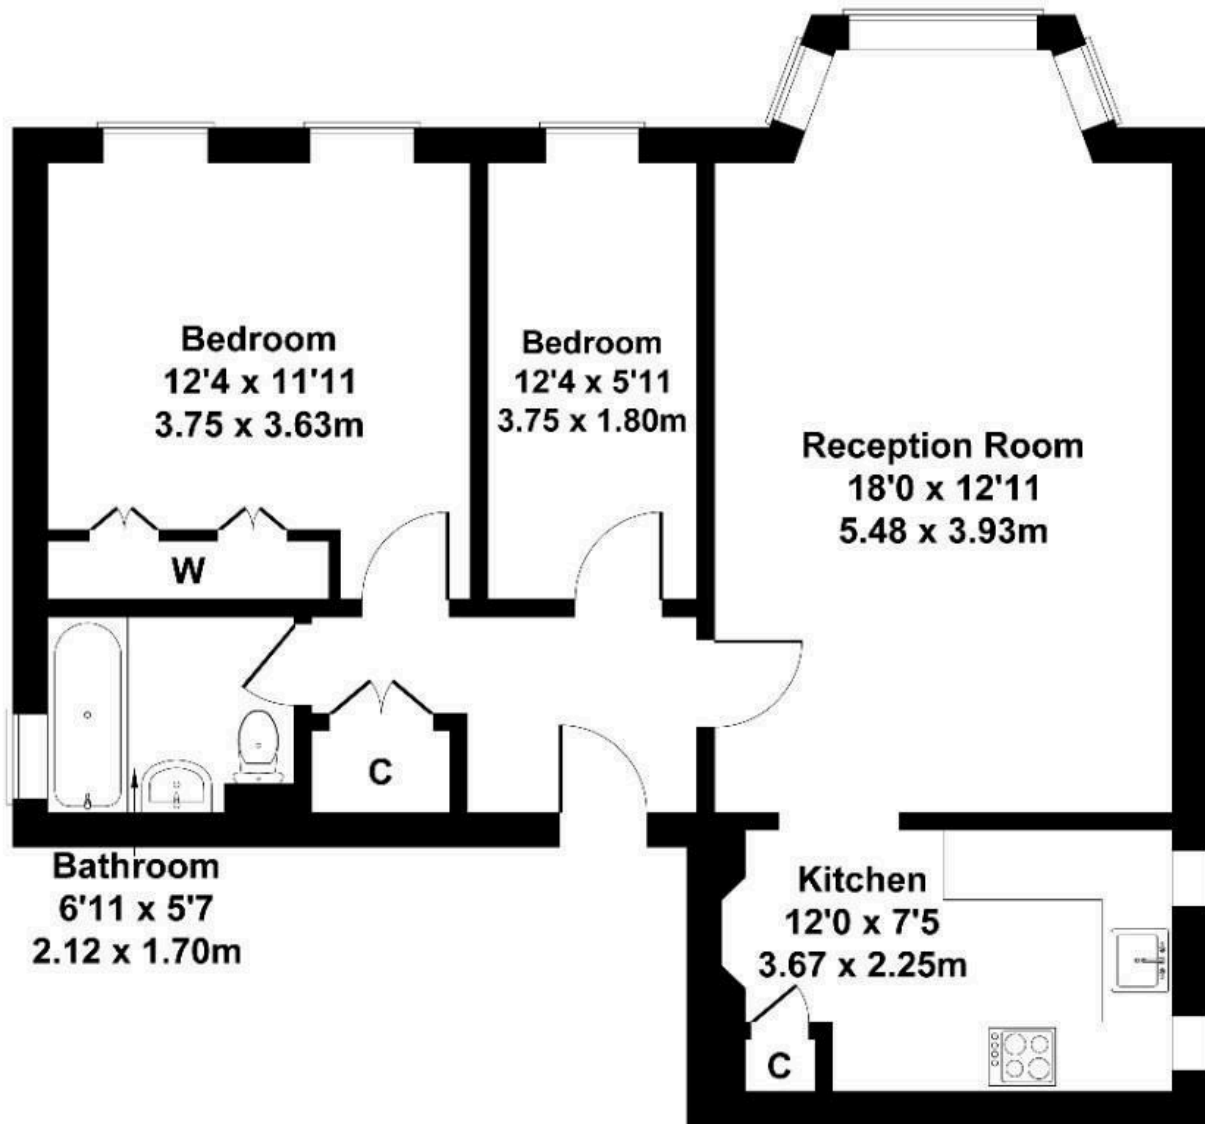 Bedroom
12'4 x 11'11
3.75 x 3.63m
Bedroom
12'4 x 5'11
3.75 x 1.80m
Reception Room
18'0 x 12'11
5.48 x 3.93m
W
C
Bathroom
6'11 x 5'7
2.12 x 1.70m
Kitchen
12'0 x 7'5
3.67 x 2.25m
C